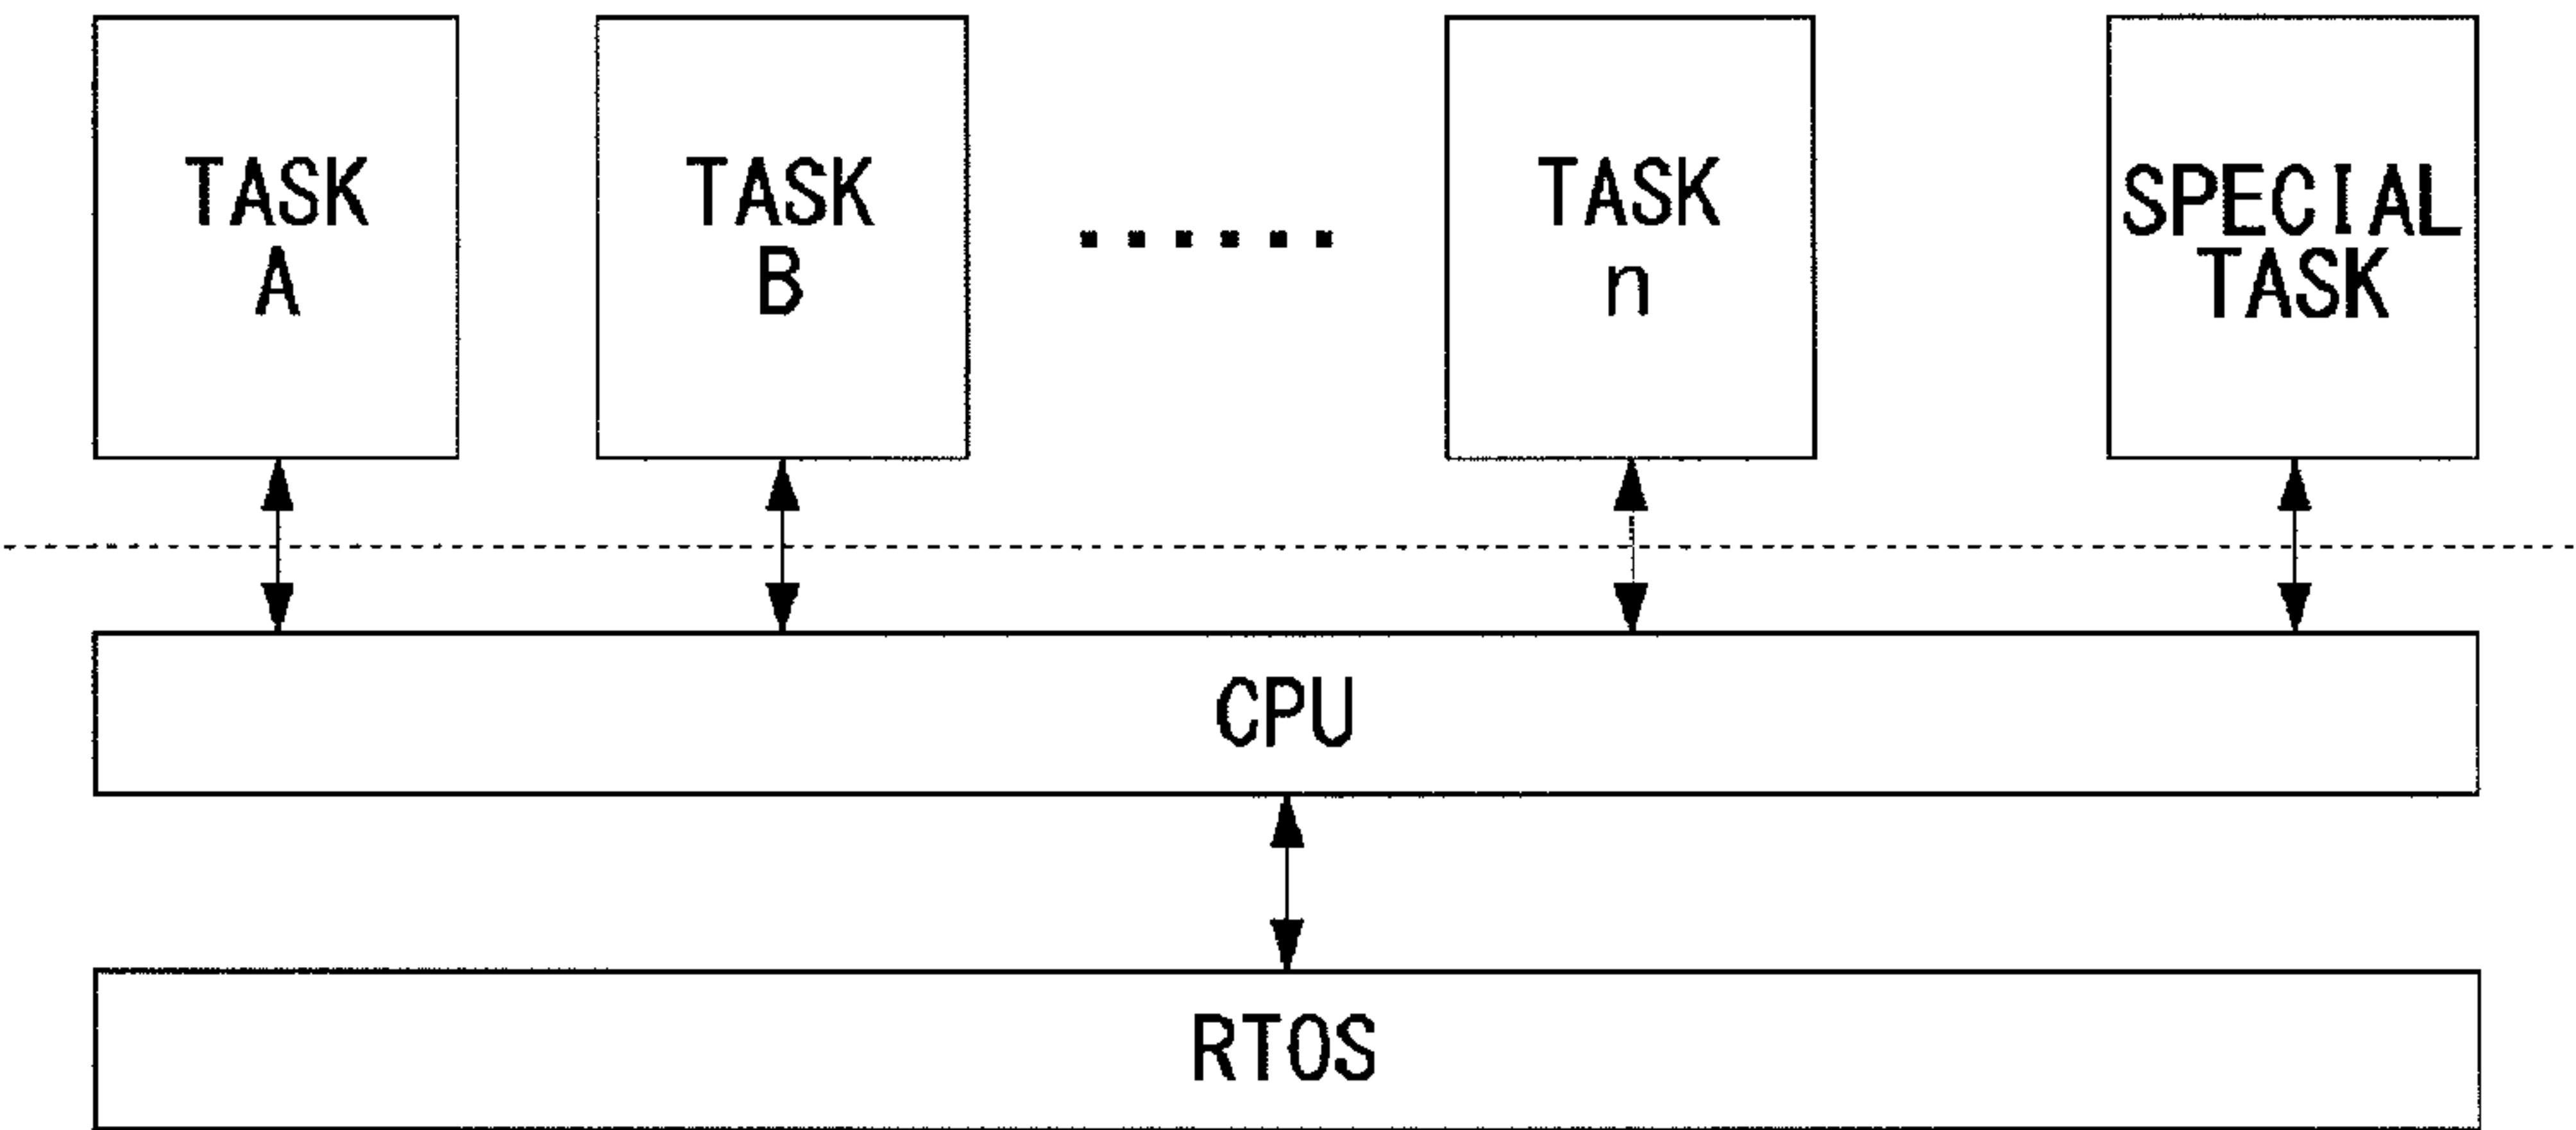 TASK
A
TASK
B
......
TASK
n
SPECIAL
TASK
CPU
RTOS